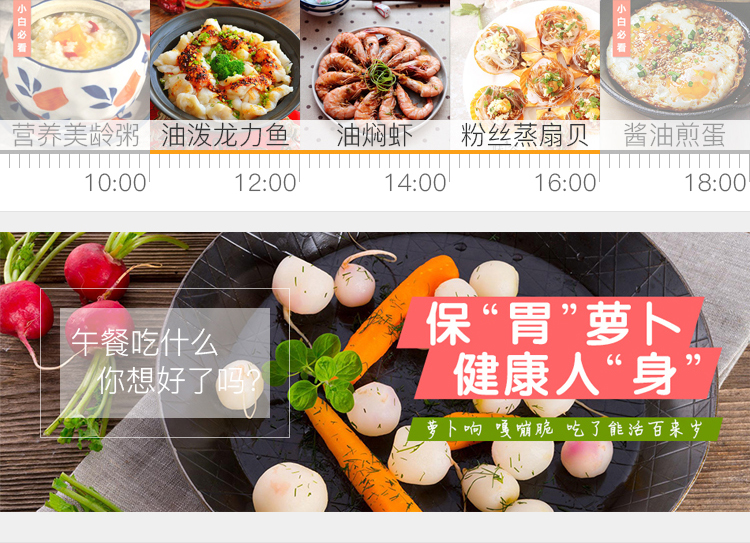 小白必看
小白必看
营养美龄粥
油泼龙力鱼
油焖虾
粉丝蒸扇贝
酱油煎蛋
10:00
12:00
14:00
16:00
18:00
午餐吃什么
你想好了吗?
保“胃”萝卜
健康人“身”
萝卜响 嘎嘣脆 吃了能活百来岁